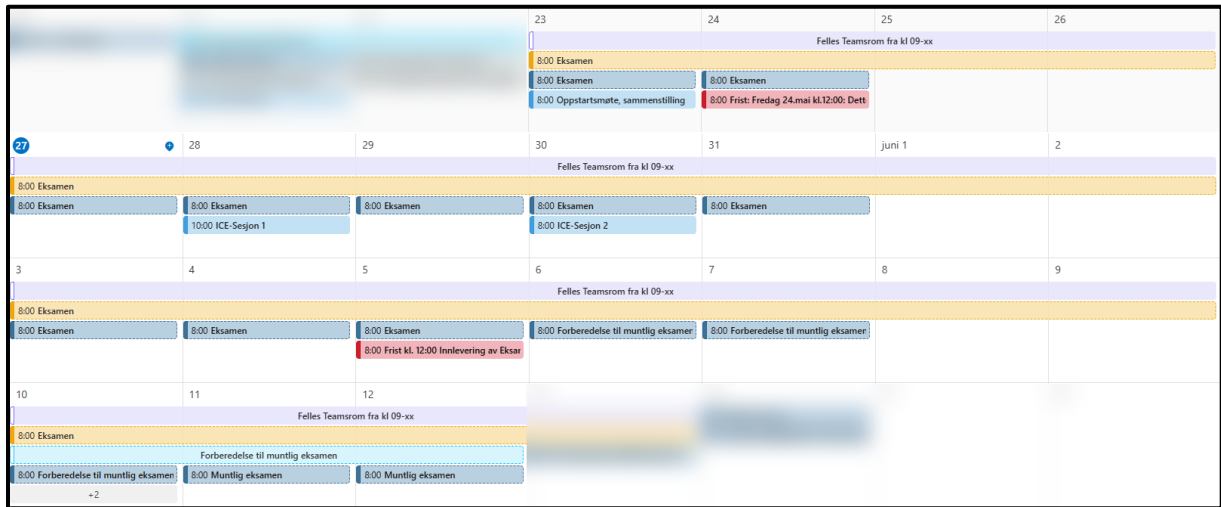 23 24 25 26
Felles Teamsrom fra kl 09-xx
8:00 Eksamen
8:00 Eksamen 8:00 Eksamen
8:00 Oppstartsmøte, sammenstilling 8:00 Frist: Fredag 24.mai kl.12:00: Dett
27 28 29 30 31 juni 1 2
Felles Teamsrom fra kl 09-xx
8:00 Eksamen
8:00 Eksamen 8:00 Eksamen 8:00 Eksamen 8:00 Eksamen 8:00 Eksamen
10:00 ICE-Sesjon 1 8:00 ICE-Sesjon 2
3 4 5 6 7 8 9
Felles Teamsrom fra kl 09-xx
8:00 Eksamen
8:00 Eksamen 8:00 Eksamen 8:00 Eksamen 8:00 Forberedelse til muntlig eksamen 8:00 Forberedelse til muntlig eksamen
8:00 Frist kl. 12:00 Innlevering av Eksar
10 11 12
Felles Teamsrom fra kl 09-xx
8:00 Eksamen
Forberedelse til muntlig eksamen
8:00 Forberedelse til muntlig eksamen 8:00 Muntlig eksamen 8:00 Muntlig eksamen
+2